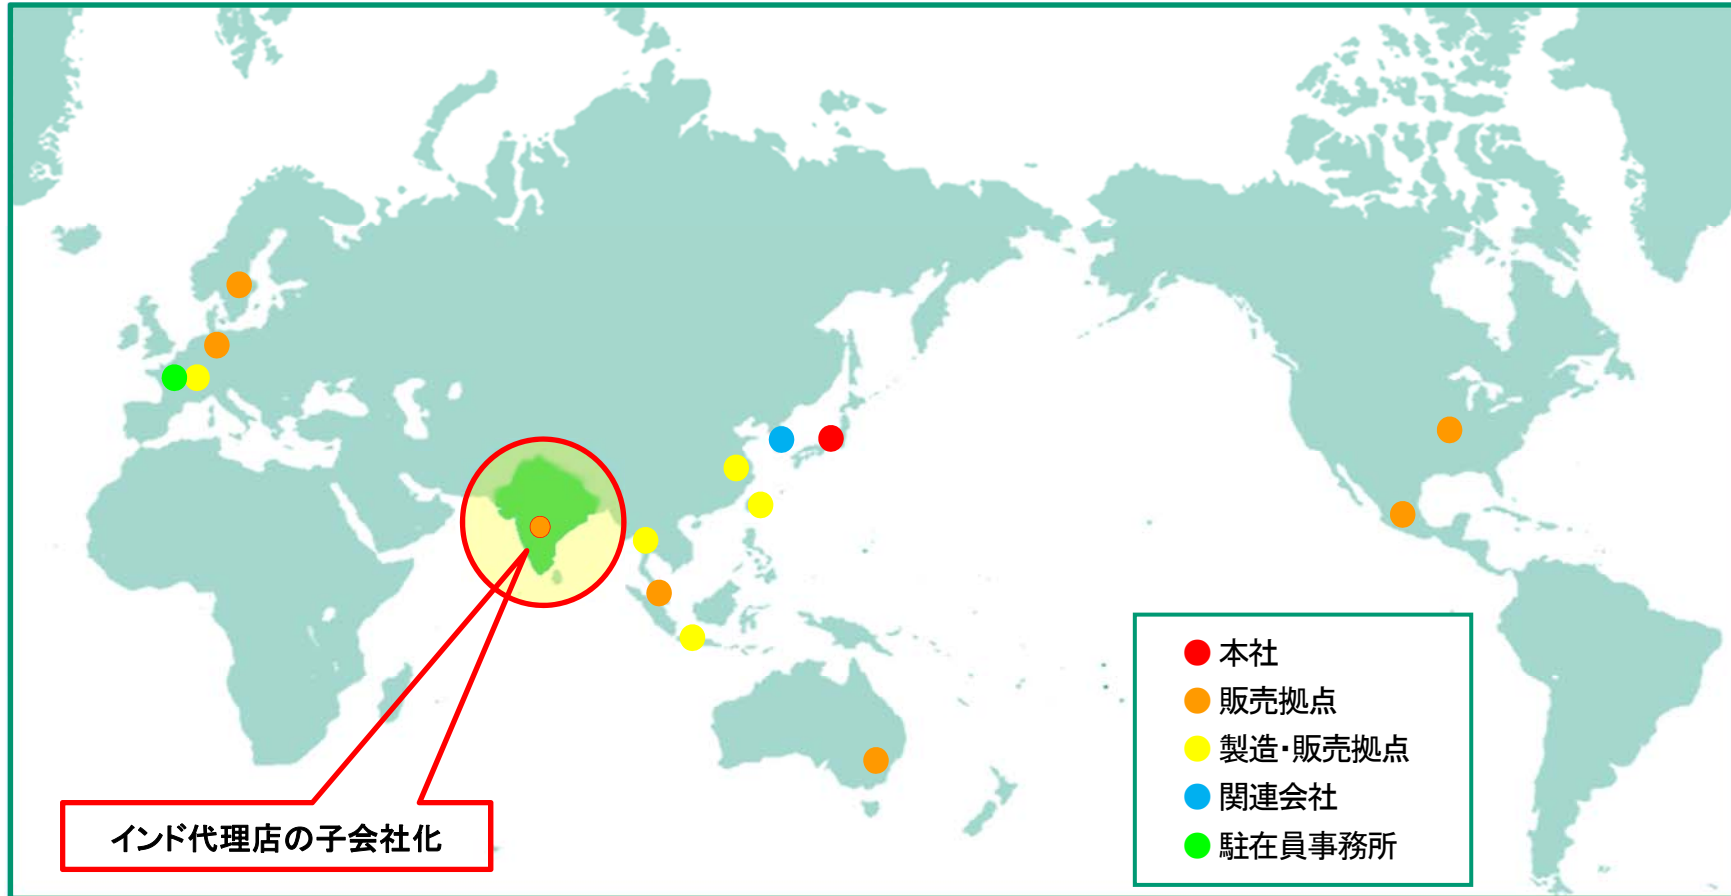 本社
販売拠点
製造・販売拠点
関連会社
駐在員事務所
インド代理店の子会社化